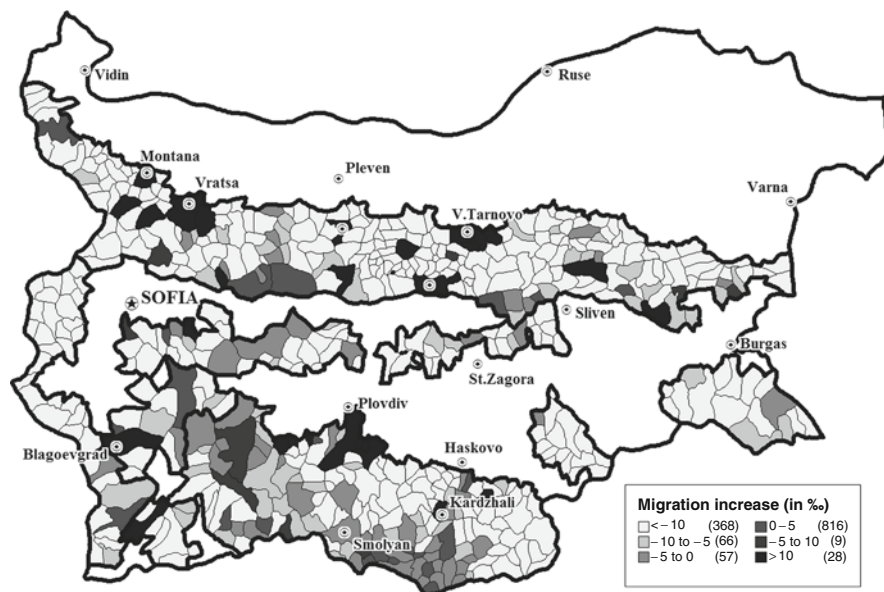 Vidin
Ruse
Montana
Pleven
Vratsa
Varna
V.Tarnovo
SOFIA
Sliven
Burgas
St.Zagora
Plovdiv
Blagoevgrad
Haskovo
Kardzhali
Smolyan
Migration increase (in ‰)
<–10 (368) 0–5 (816)
–10 to –5 (66) –5 to 10 (9)
–5 to 0 (57) >10 (28)